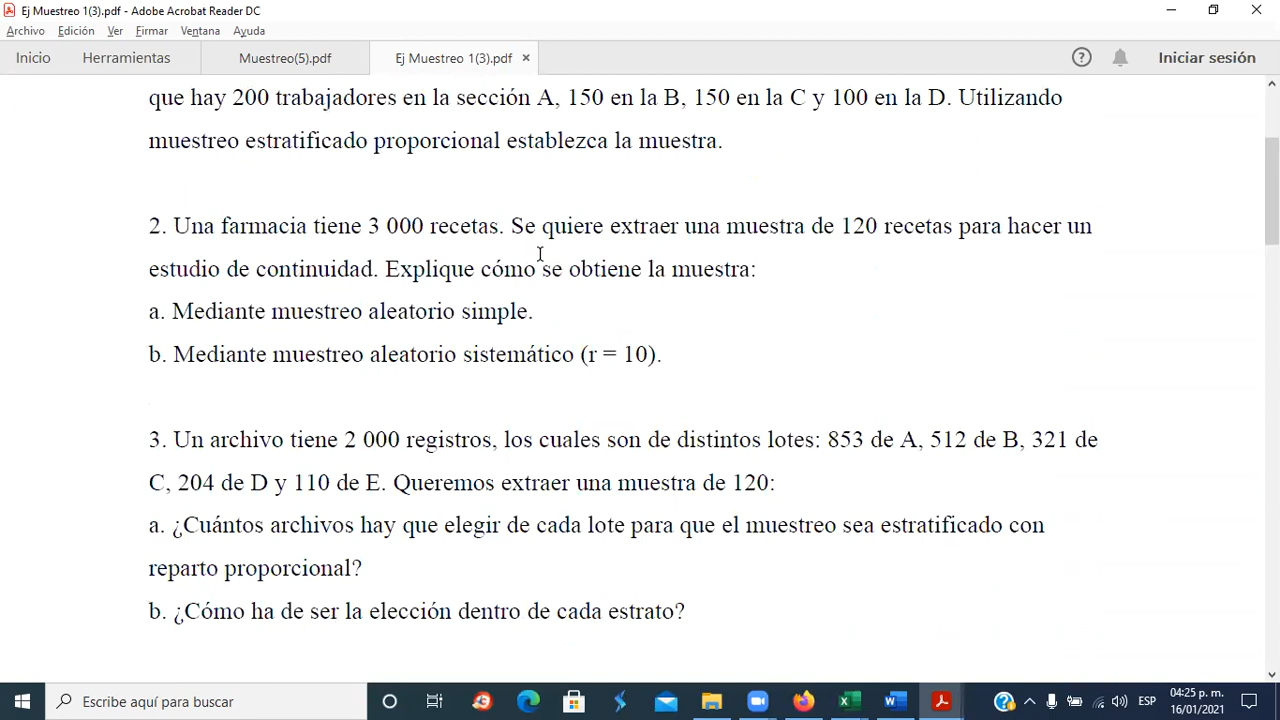 Ej Muestreo 1(3).pdf - Adobe Acrobat Reader DC
Archivo Edición Ver Firmar Ventana Ayuda
Inicio Herramientas Muestreo(5).pdf Ej Muestreo 1(3).pdf × Iniciar sesión
que hay 200 trabajadores en la sección A, 150 en la B, 150 en la C y 100 en la D. Utilizando
muestreo estratificado proporcional establezca la muestra.
2. Una farmacia tiene 3 000 recetas. Se quiere extraer una muestra de 120 recetas para hacer un
estudio de continuidad. Explique cómo se obtiene la muestra:
a. Mediante muestreo aleatorio simple.
b. Mediante muestreo aleatorio sistemático (r = 10).
3. Un archivo tiene 2 000 registros, los cuales son de distintos lotes: 853 de A, 512 de B, 321 de
C, 204 de D y 110 de E. Queremos extraer una muestra de 120:
a. ¿Cuántos archivos hay que elegir de cada lote para que el muestreo sea estratificado con
reparto proporcional?
b. ¿Cómo ha de ser la elección dentro de cada estrato?
Escribe aquí para buscar ESP 04:25 p. m.
16/01/2021